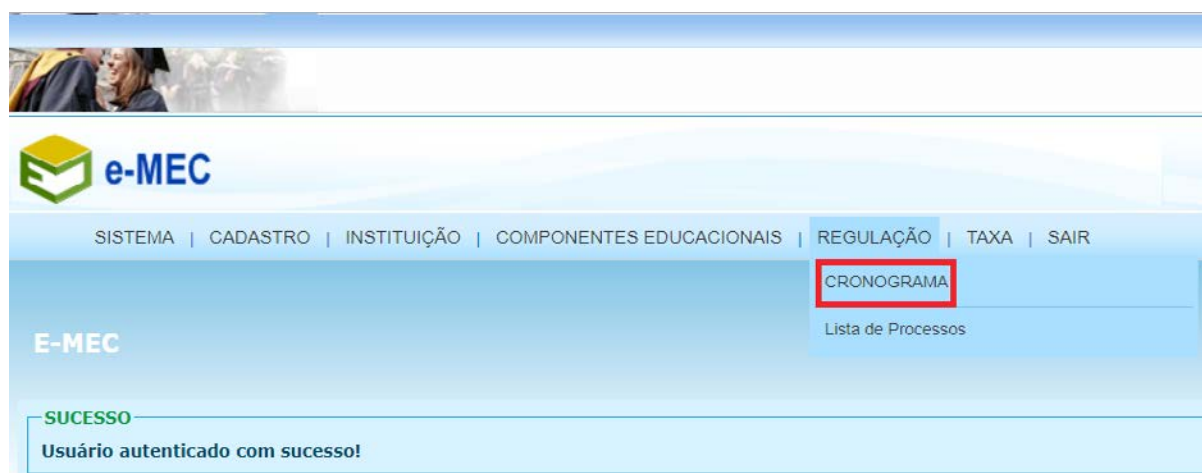 e-MEC
SISTEMA | CADASTRO | INSTITUIÇÃO | COMPONENTES EDUCACIONAIS | REGULAÇÃO | TAXA | SAIR
CRONOGRAMA
Lista de Processos
E-MEC
SUCESSO
Usuário autenticado com sucesso!